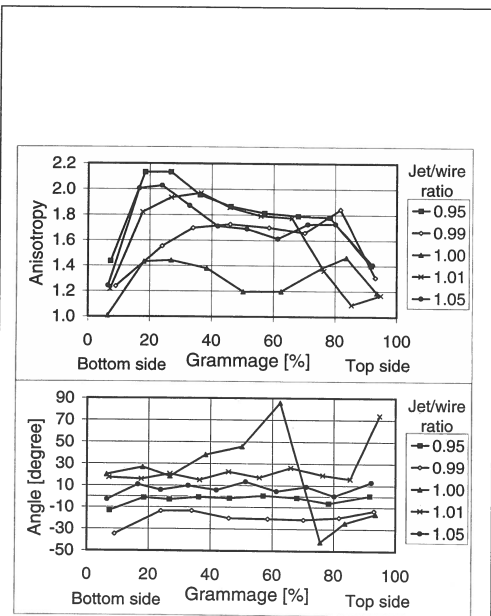 2.2
2.0
1.8
1.6
1.4
1.2
1.0
Anisotropy
0 20 40 60 80 100
Bottom side Grammage [%] Top side
Jet/wire
ratio
0.95
0.99
1.00
1.01
1.05
90
70
50
30
10
-10
-30
-50
Angle [degree]
0 20 40 60 80 100
Bottom side Grammage [%] Top side
Jet/wire
ratio
0.95
0.99
1.00
1.01
1.05